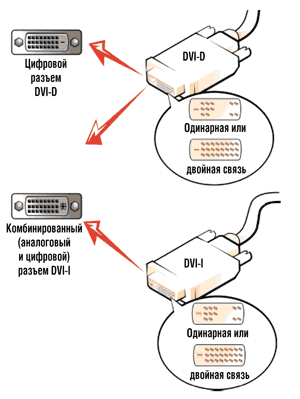 DVI-D
Цифровой
разъем
DVI-D
Одинарная или
двойная связь
Комбинированный
(аналоговый
и цифровой)
разъем DVI-I
DVI-I
Одинарная или
двойная связь